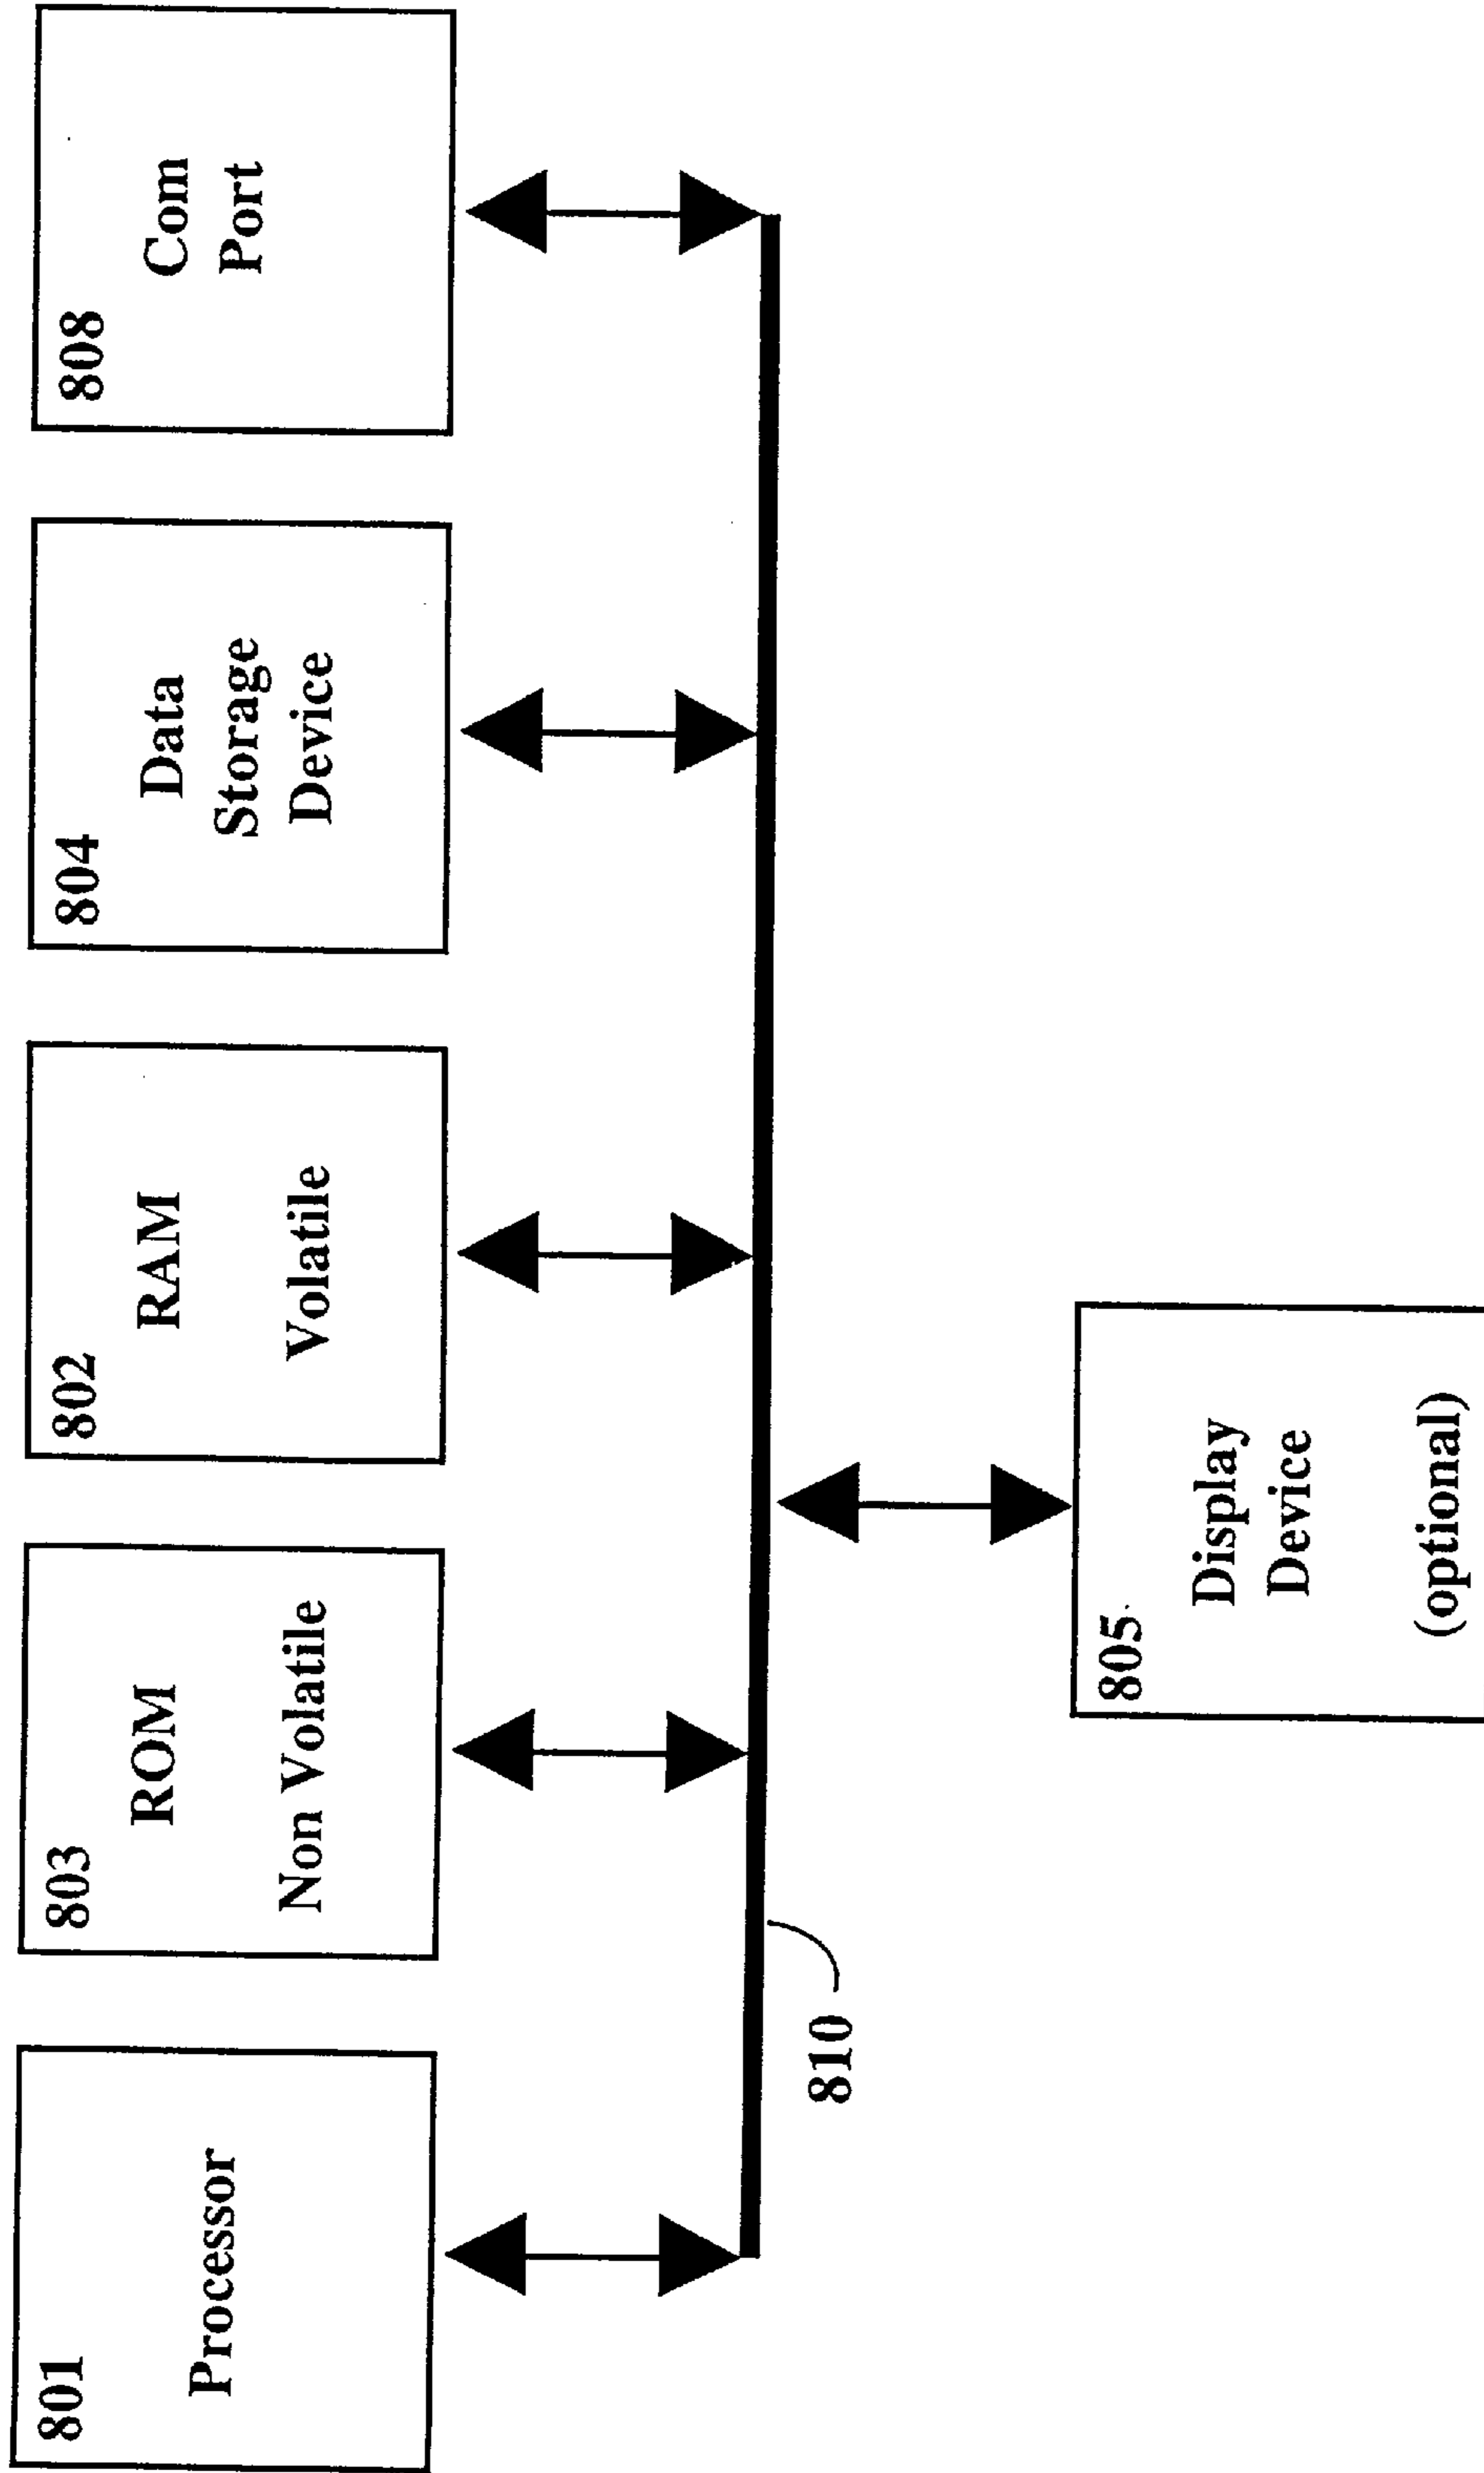 801
Processor
803
ROM
Non Volatile
802
RAM
Volatile
804
Data
Storage
Device
808
Com
Port
810
805
Display
Device
(optional)